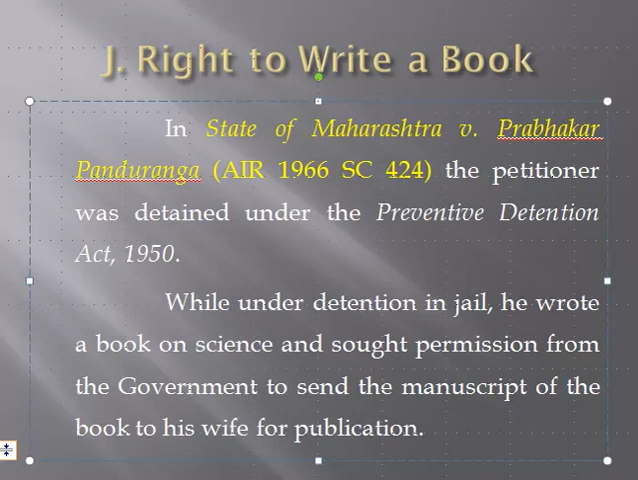 J. Right to Write a Book
In State of Maharashtra v. Prabhakar
Panduranga (AIR 1966 SC 424) the petitioner
was detained under the Preventive Detention
Act, 1950.
While under detention in jail, he wrote
a book on science and sought permission from
the Government to send the manuscript of the
book to his wife for publication.